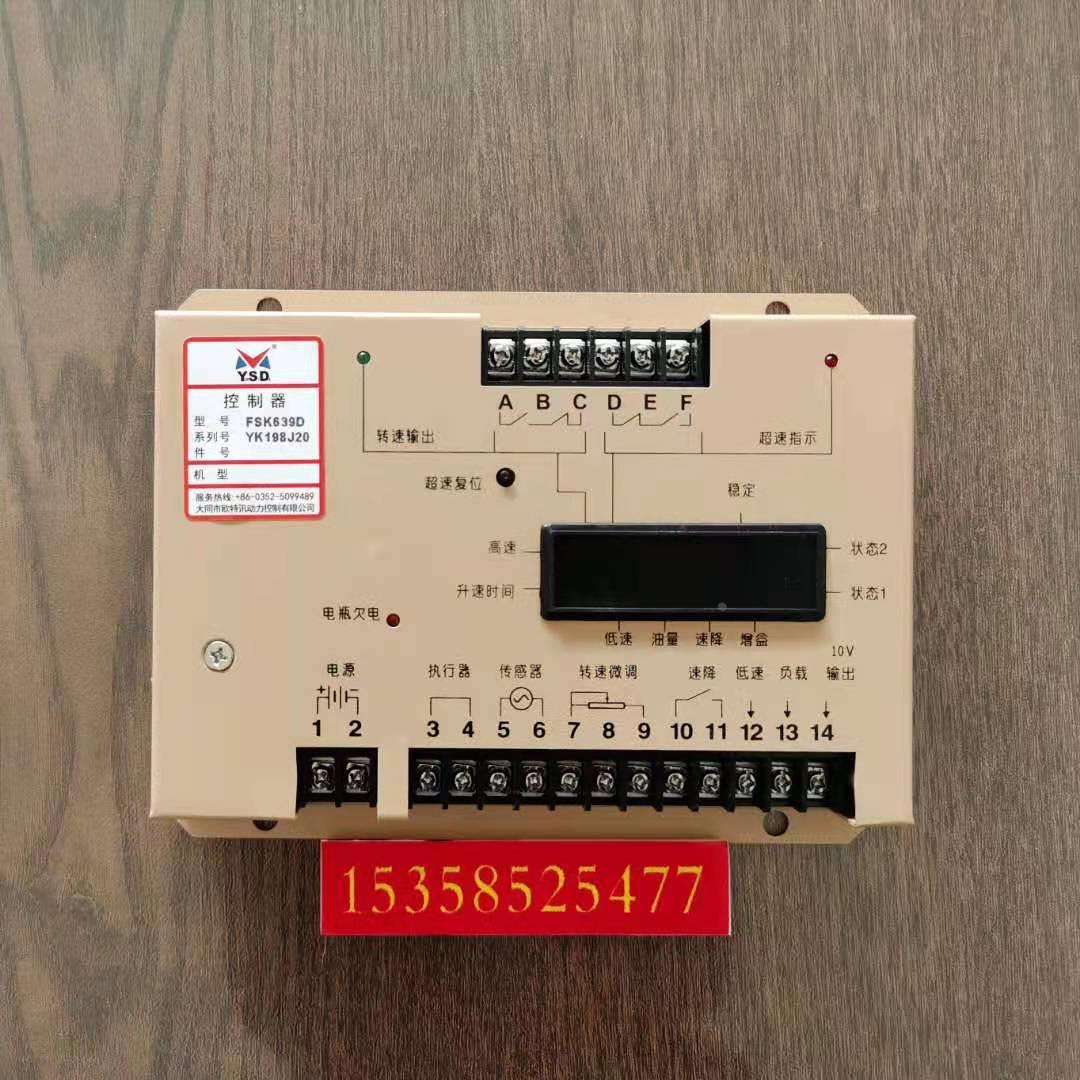 Y.S.D.®
控制器
型号 FSK639D
系列号 YK198J20
件号
机型
服务热线:+86-0352-5099489
大同市欧特讯动力控制有限公司
A B C D E F
转速输出
超速指示
超速复位
稳定
高速
状态2
升速时间
状态1
电瓶欠电
低速 油量 速降 增益
10V
电源 执行器 传感器 转速微调 速降 低速 负载 输出
+ -
1 2 3 4 5 6 7 8 9 10 11 12 13 14
15358525477